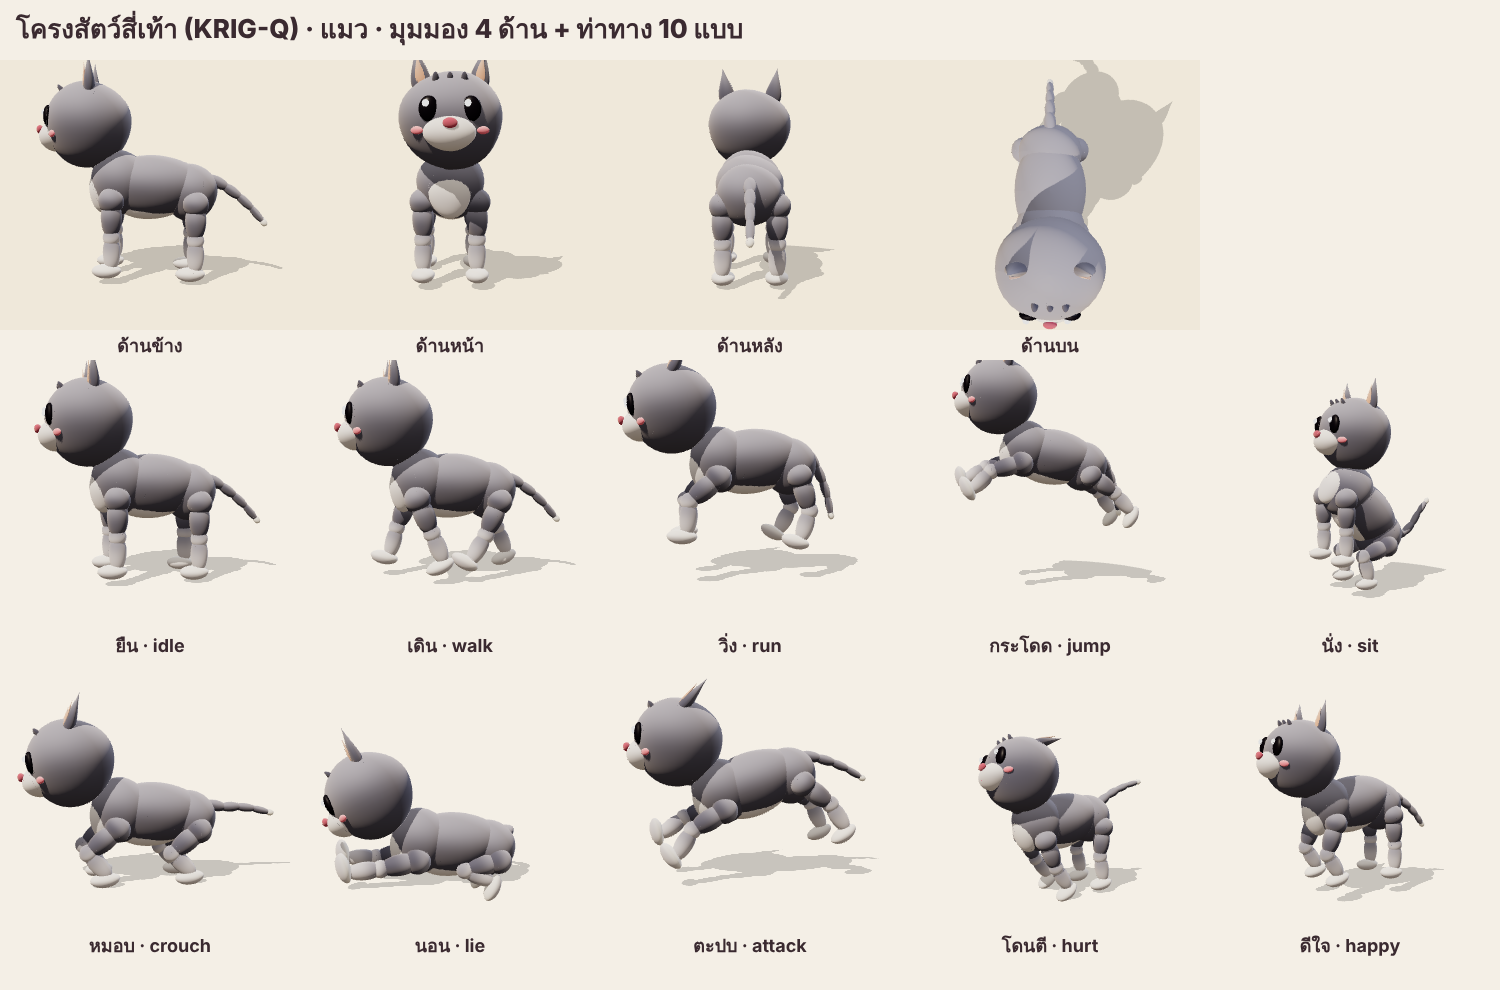 โครงสัตว์สี่เท้า (KRIG-Q) · แมว · มุมมอง 4 ด้าน + ท่าทาง 10 แบบ
ด้านข้าง
ด้านหน้า
ด้านหลัง
ด้านบน
ยืน · idle
เดิน · walk
วิ่ง · run
กระโดด · jump
นั่ง · sit
หมอบ · crouch
นอน · lie
ตะปบ · attack
โดนตี · hurt
ดีใจ · happy